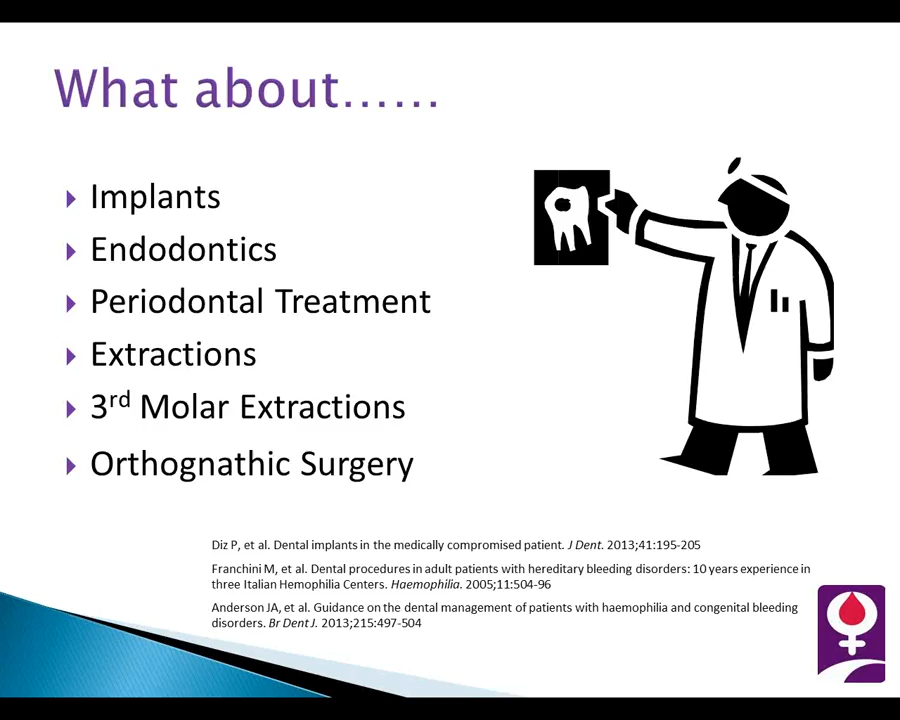 What about......
Implants
Endodontics
Periodontal Treatment
Extractions
3rd Molar Extractions
Orthognathic Surgery
Diz P, et al. Dental implants in the medically compromised patient. J Dent. 2013;41:195-205
Franchini M, et al. Dental procedures in adult patients with hereditary bleeding disorders: 10 years experience in
three Italian Hemophilia Centers. Haemophilia. 2005;11:504-96
Anderson JA, et al. Guidance on the dental management of patients with haemophilia and congenital bleeding
disorders. Br Dent J. 2013;215:497-504